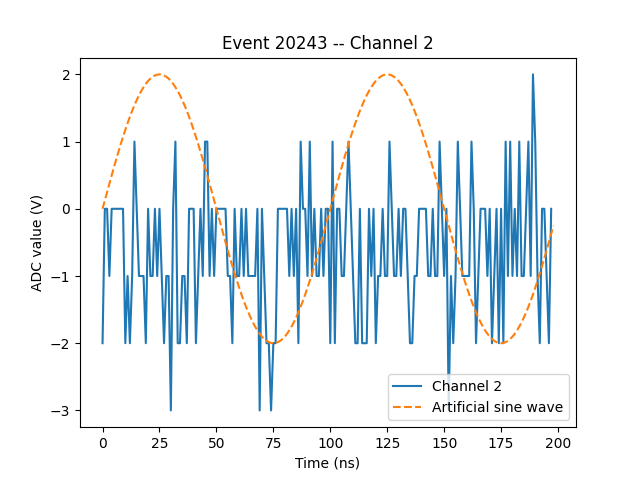 Event 20243 -- Channel 2
ADC value (V)
2
1
0
−1
−2
−3
Channel 2
Artificial sine wave
0 25 50 75 100 125 150 175 200
Time (ns)